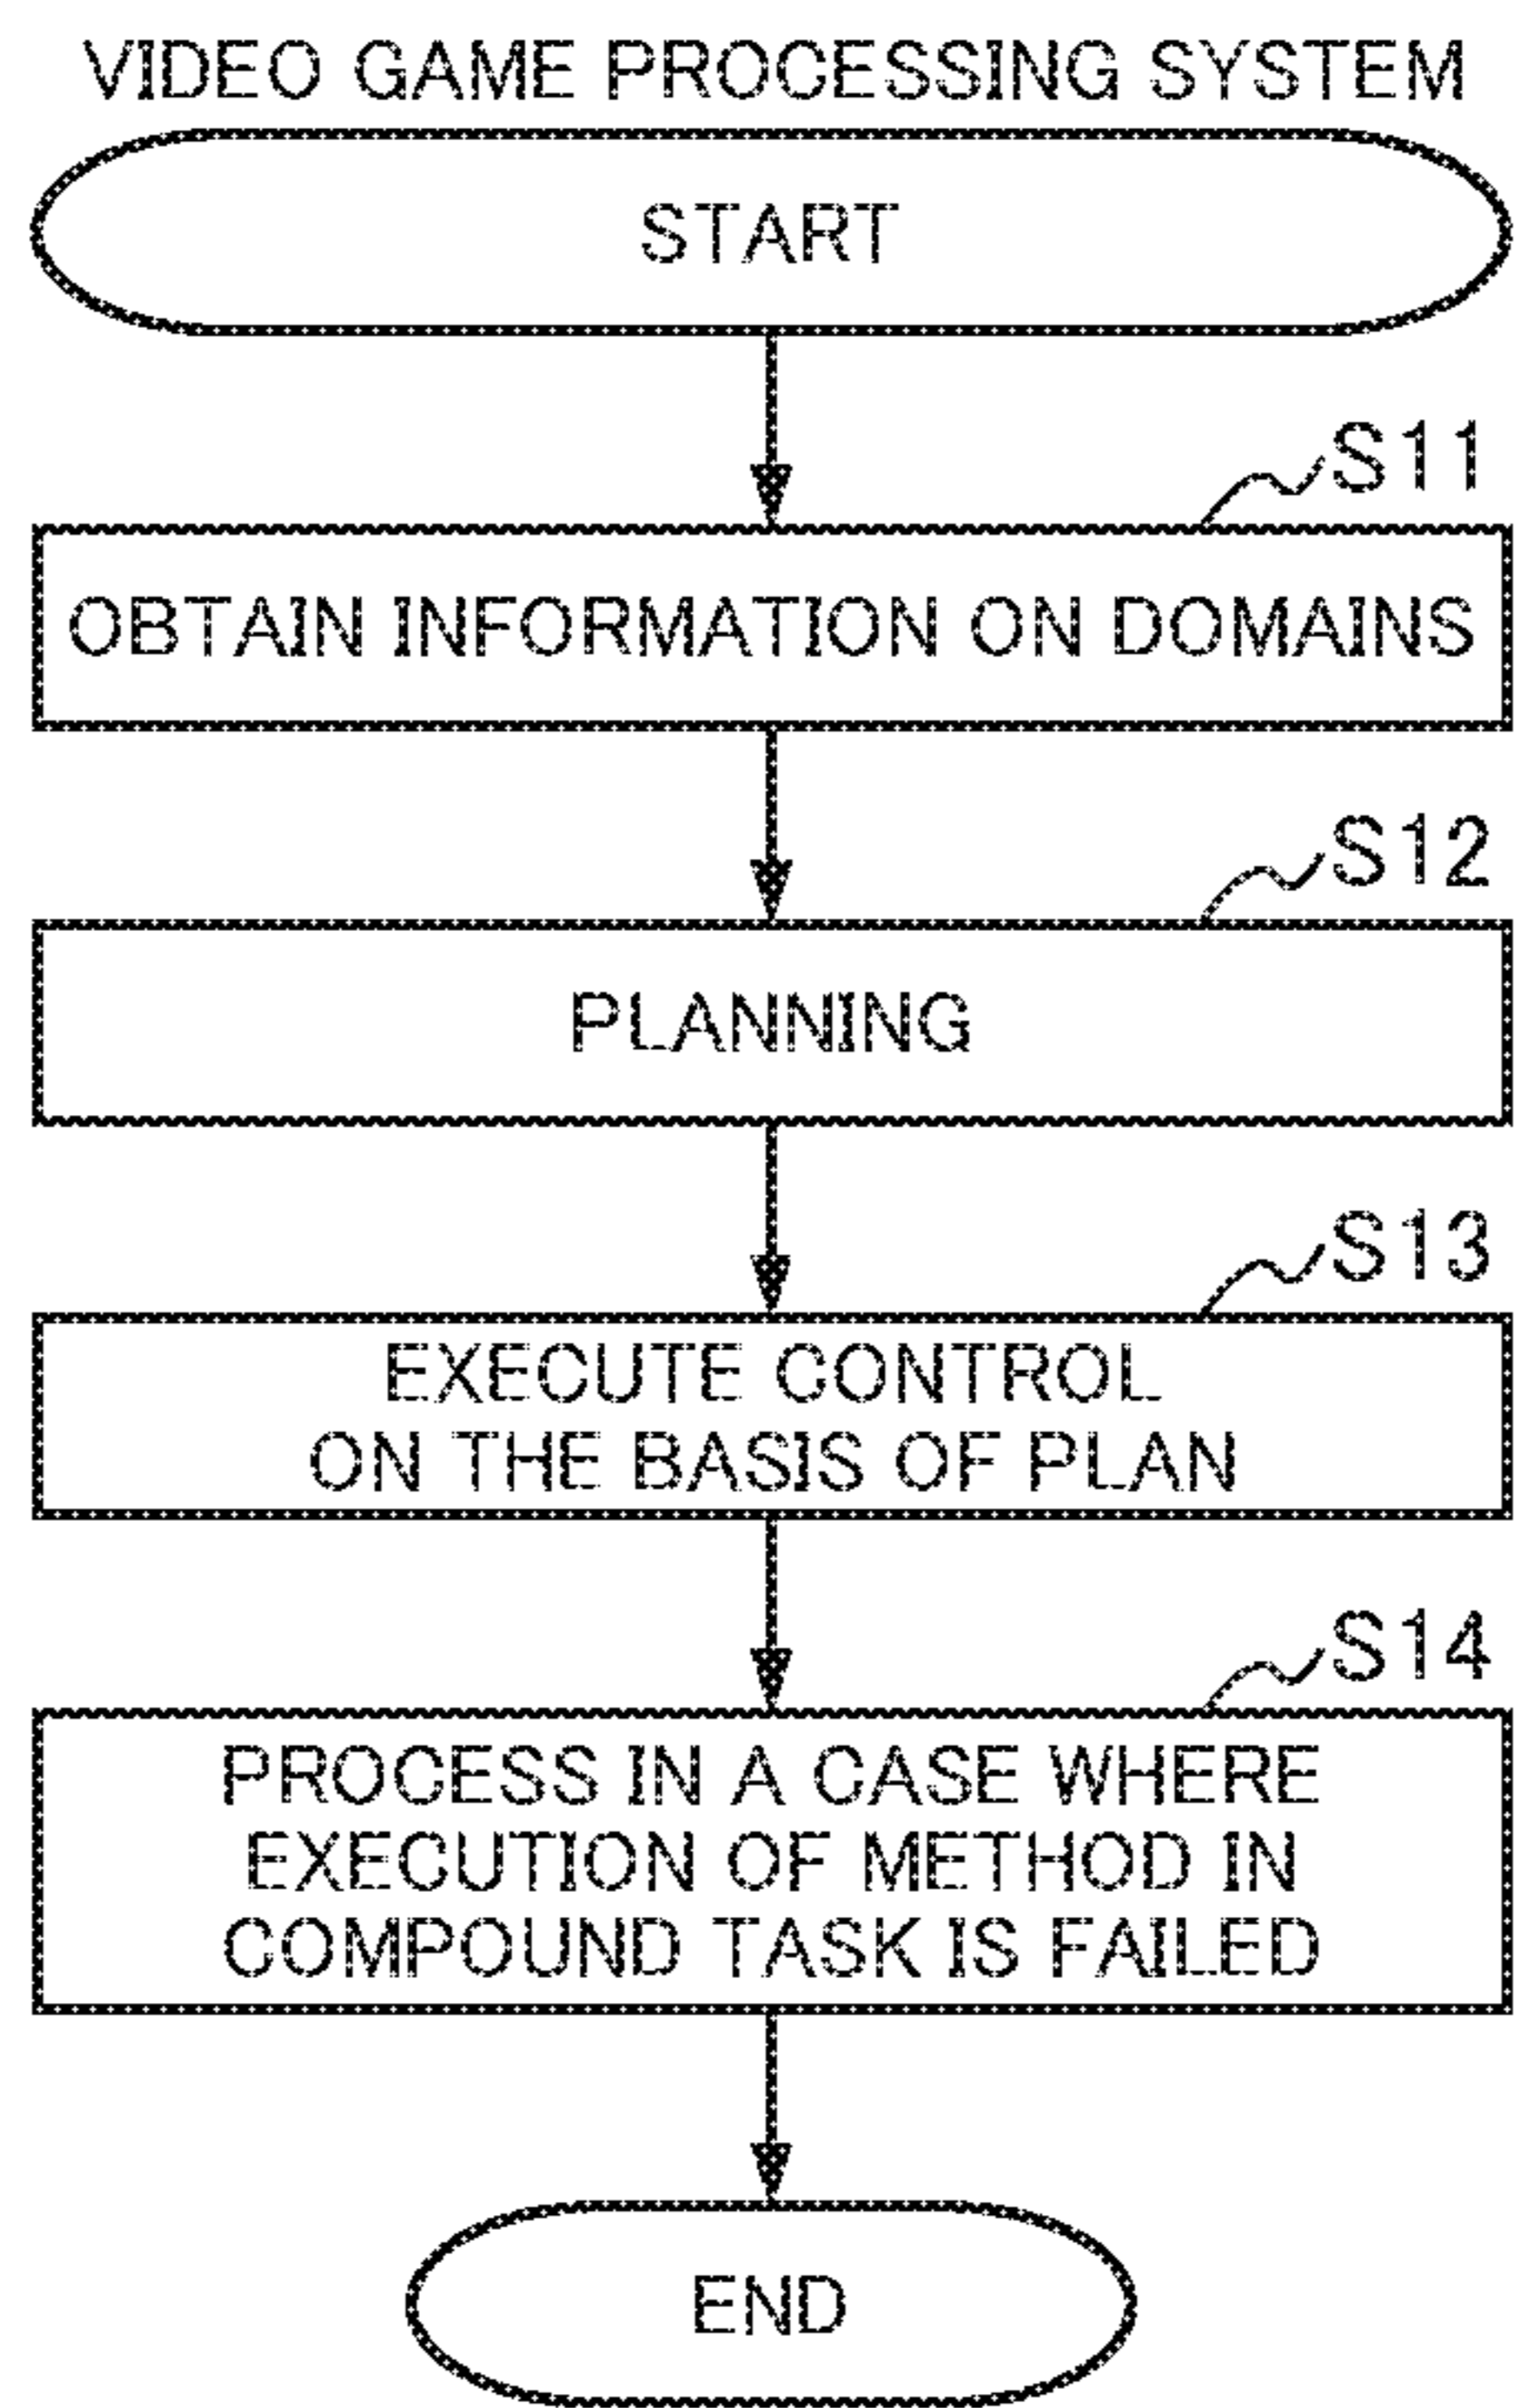 VIDEO GAME PROCESSING SYSTEM
START
S11
OBTAIN INFORMATION ON DOMAINS
S12
PLANNING
S13
EXECUTE CONTROL
ON THE BASIS OF PLAN
S14
PROCESS IN A CASE WHERE
EXECUTION OF METHOD IN
COMPOUND TASK IS FAILED
END